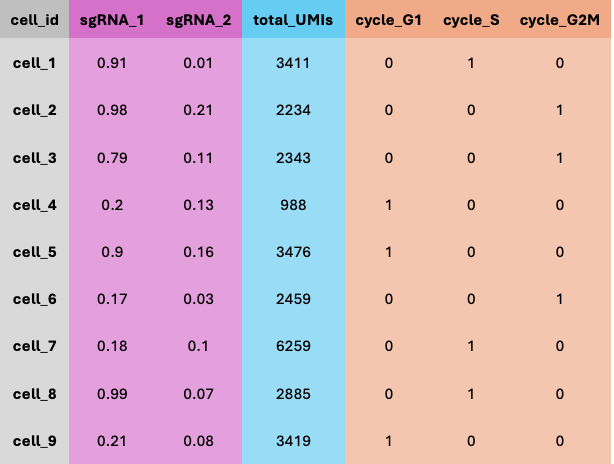 cell_id sgRNA_1 sgRNA_2 total_UMIs cycle_G1 cycle_S cycle_G2M
cell_1 0.91 0.01 3411 0 1 0
cell_2 0.98 0.21 2234 0 0 1
cell_3 0.79 0.11 2343 0 0 1
cell_4 0.2 0.13 988 1 0 0
cell_5 0.9 0.16 3476 1 0 0
cell_6 0.17 0.03 2459 0 0 1
cell_7 0.18 0.1 6259 0 1 0
cell_8 0.99 0.07 2885 0 1 0
cell_9 0.21 0.08 3419 1 0 0